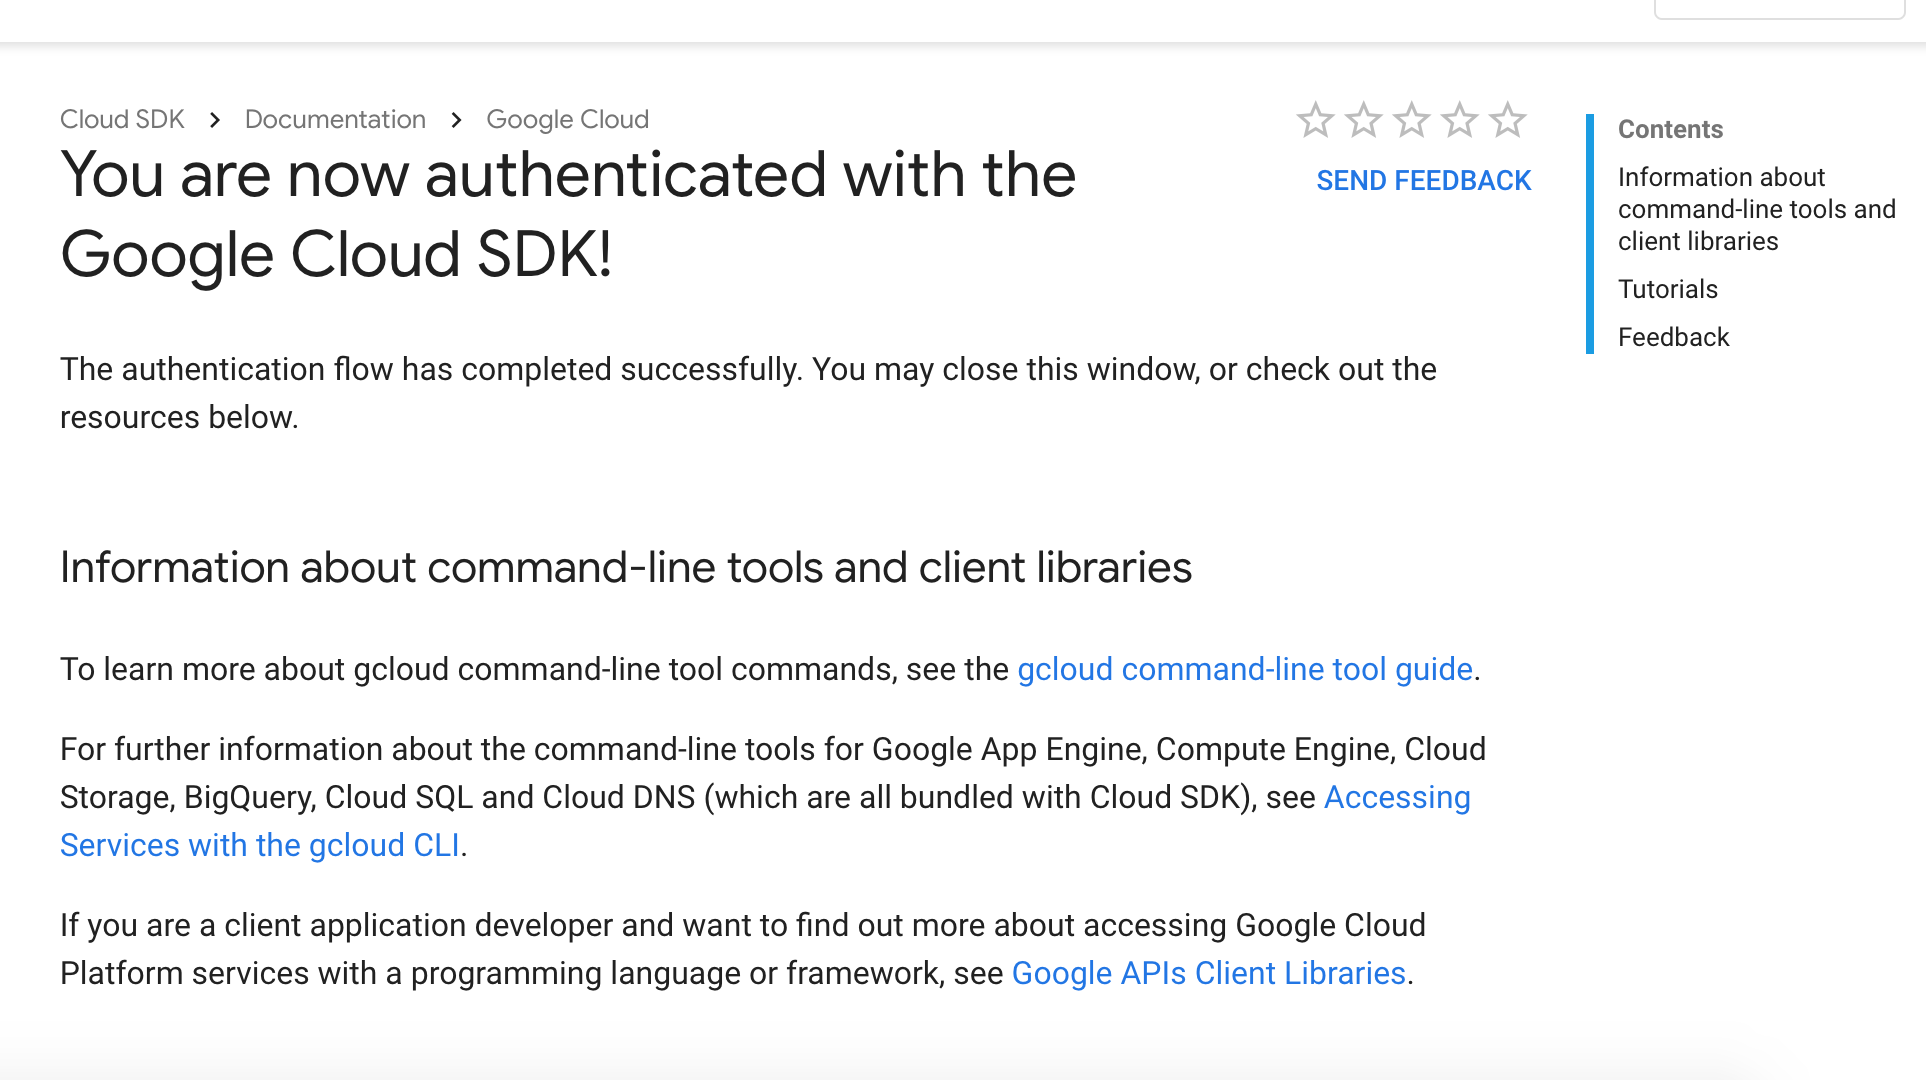 Cloud SDK > Documentation > Google Cloud
You are now authenticated with the
Google Cloud SDK!
SEND FEEDBACK
The authentication flow has completed successfully. You may close this window, or check out the
resources below.
Information about command-line tools and client libraries
To learn more about gcloud command-line tool commands, see the gcloud command-line tool guide.
For further information about the command-line tools for Google App Engine, Compute Engine, Cloud
Storage, BigQuery, Cloud SQL and Cloud DNS (which are all bundled with Cloud SDK), see Accessing
Services with the gcloud CLI.
If you are a client application developer and want to find out more about accessing Google Cloud
Platform services with a programming language or framework, see Google APIs Client Libraries.
Contents
Information about
command-line tools and
client libraries
Tutorials
Feedback